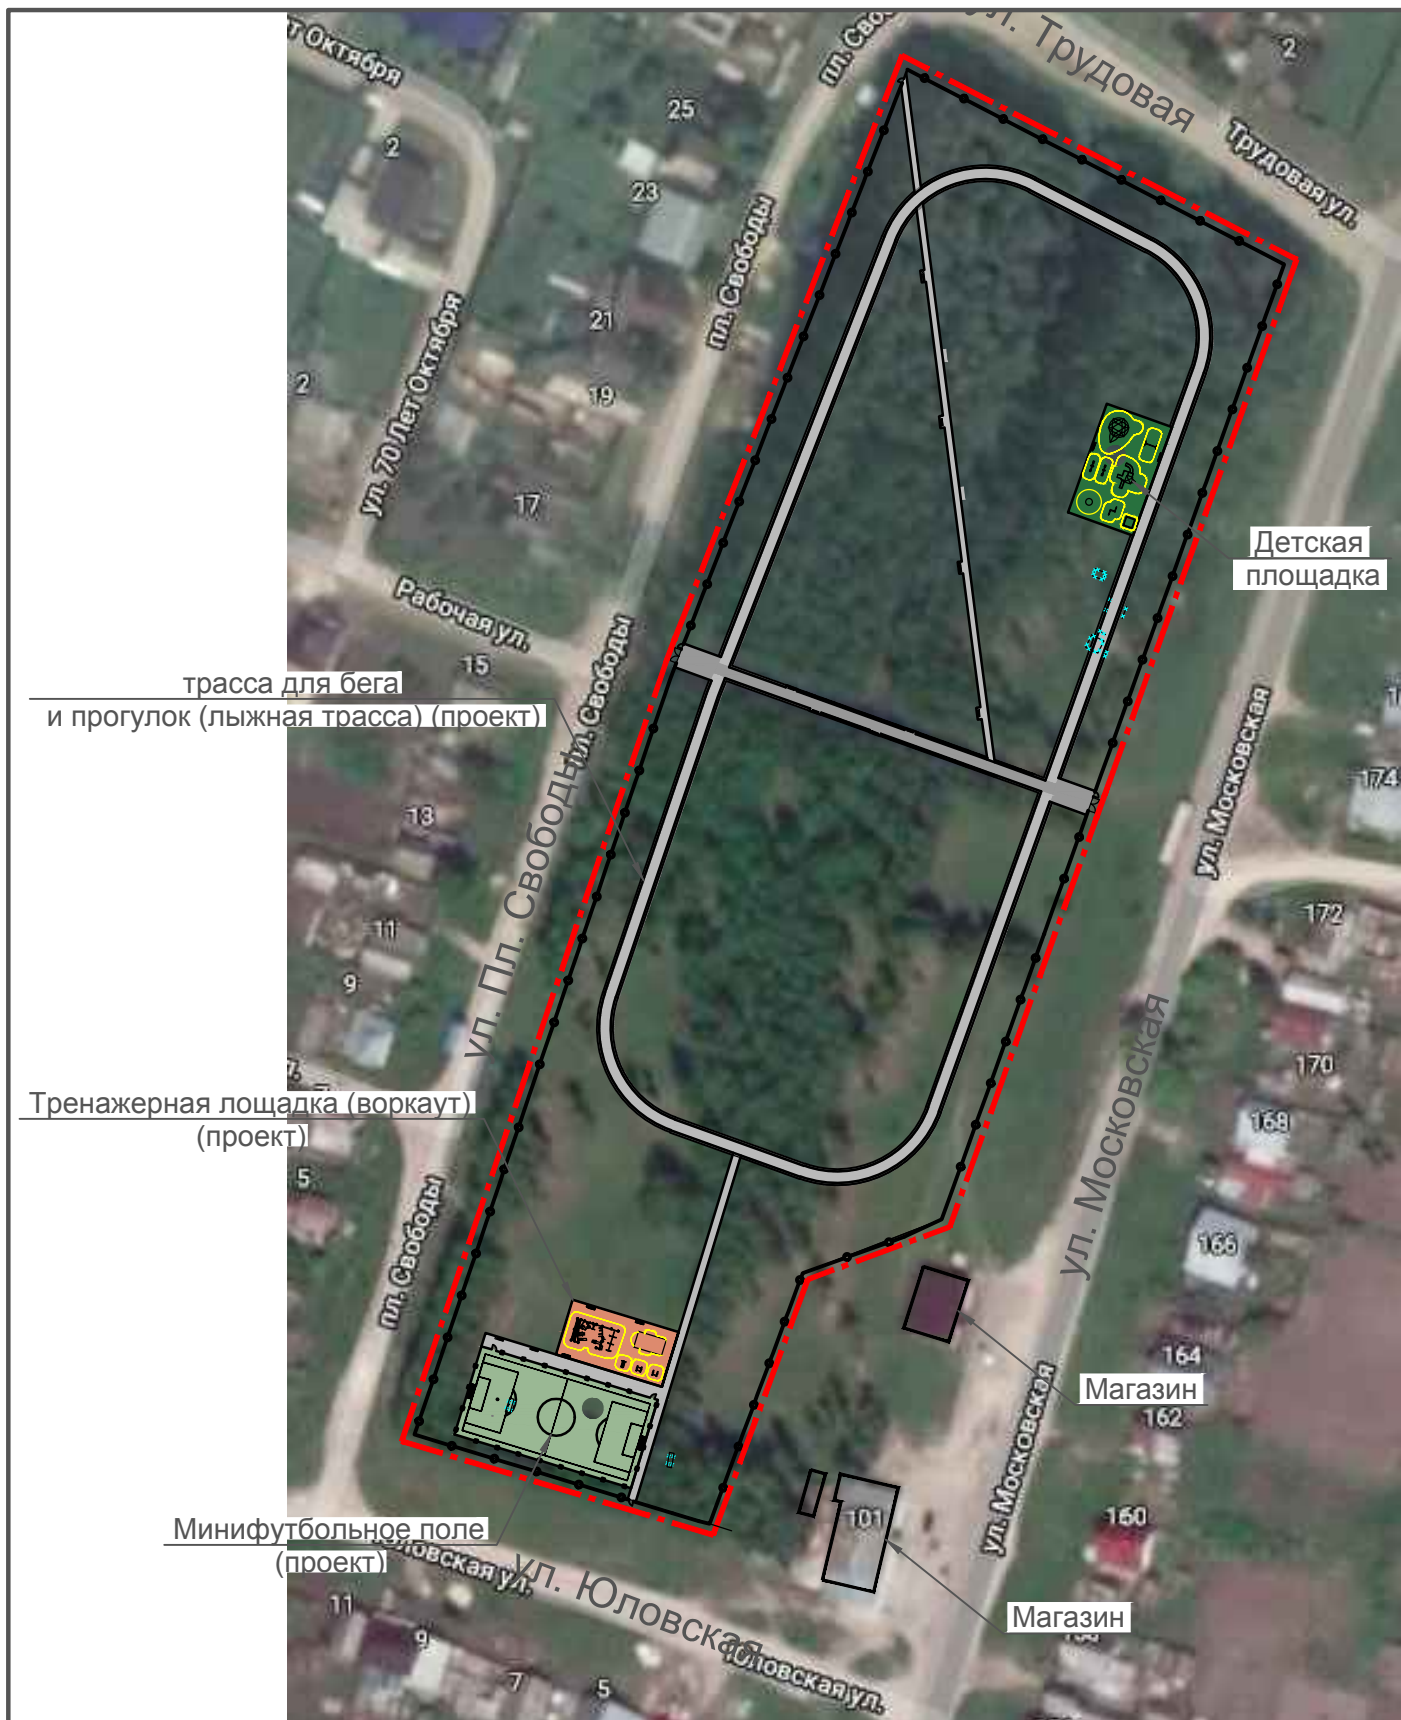 ул. Трудовая
пл. Своб
т Октября
2
2
25
Трудовая ул.
23
пл. Свободы
21
ул. 70 Лет Октября
2
19
17
Детская
площадка
Рабочая ул.
15
трасса для бега
и прогулок (лыжная трасса) (проект)
пл. Свободы
ул. Московская
174
13
ул. Пл. Свободы
172
11
9
ул. Московская
170
Тренажерная лощадка (воркаут)
(проект)
168
5
пл. Свободы
166
164
Магазин
162
ул. Московская
101
160
Минифутбольное поле
(проект)
Юловская ул.
ул. Юловская
11
Магазин
9
7
5
Юловская ул.